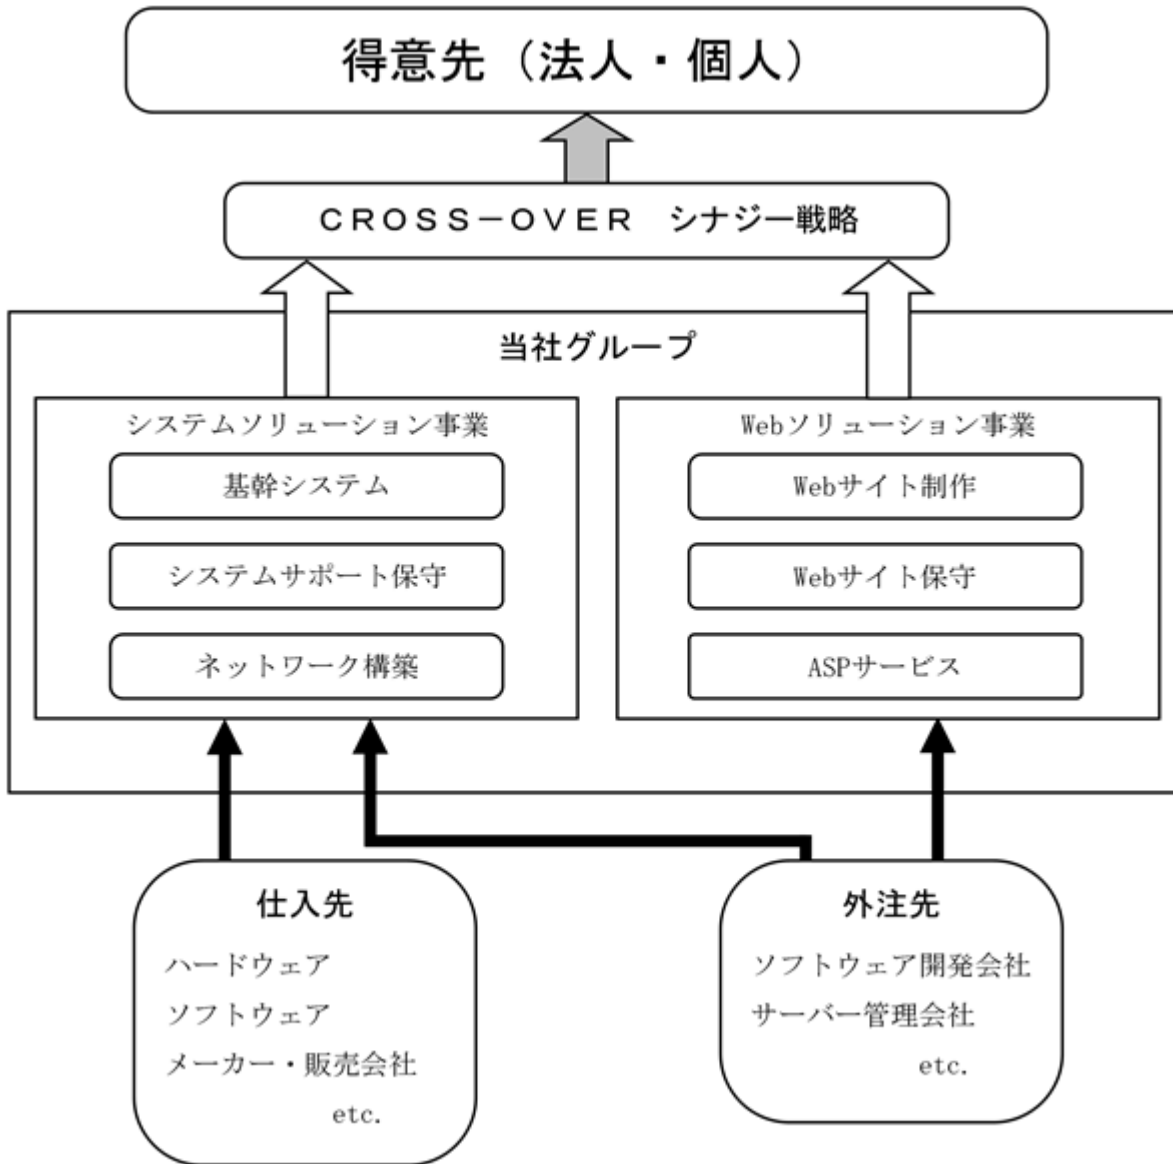 得意先（法人・個人）
ＣＲＯＳＳ－ＯＶＥＲ　シナジー戦略
当社グループ
システムソリューション事業
基幹システム
システムサポート保守
ネットワーク構築
Webソリューション事業
Webサイト制作
Webサイト保守
ASPサービス
仕入先
ハードウェア
ソフトウェア
メーカー・販売会社
etc.
外注先
ソフトウェア開発会社
サーバー管理会社
etc.